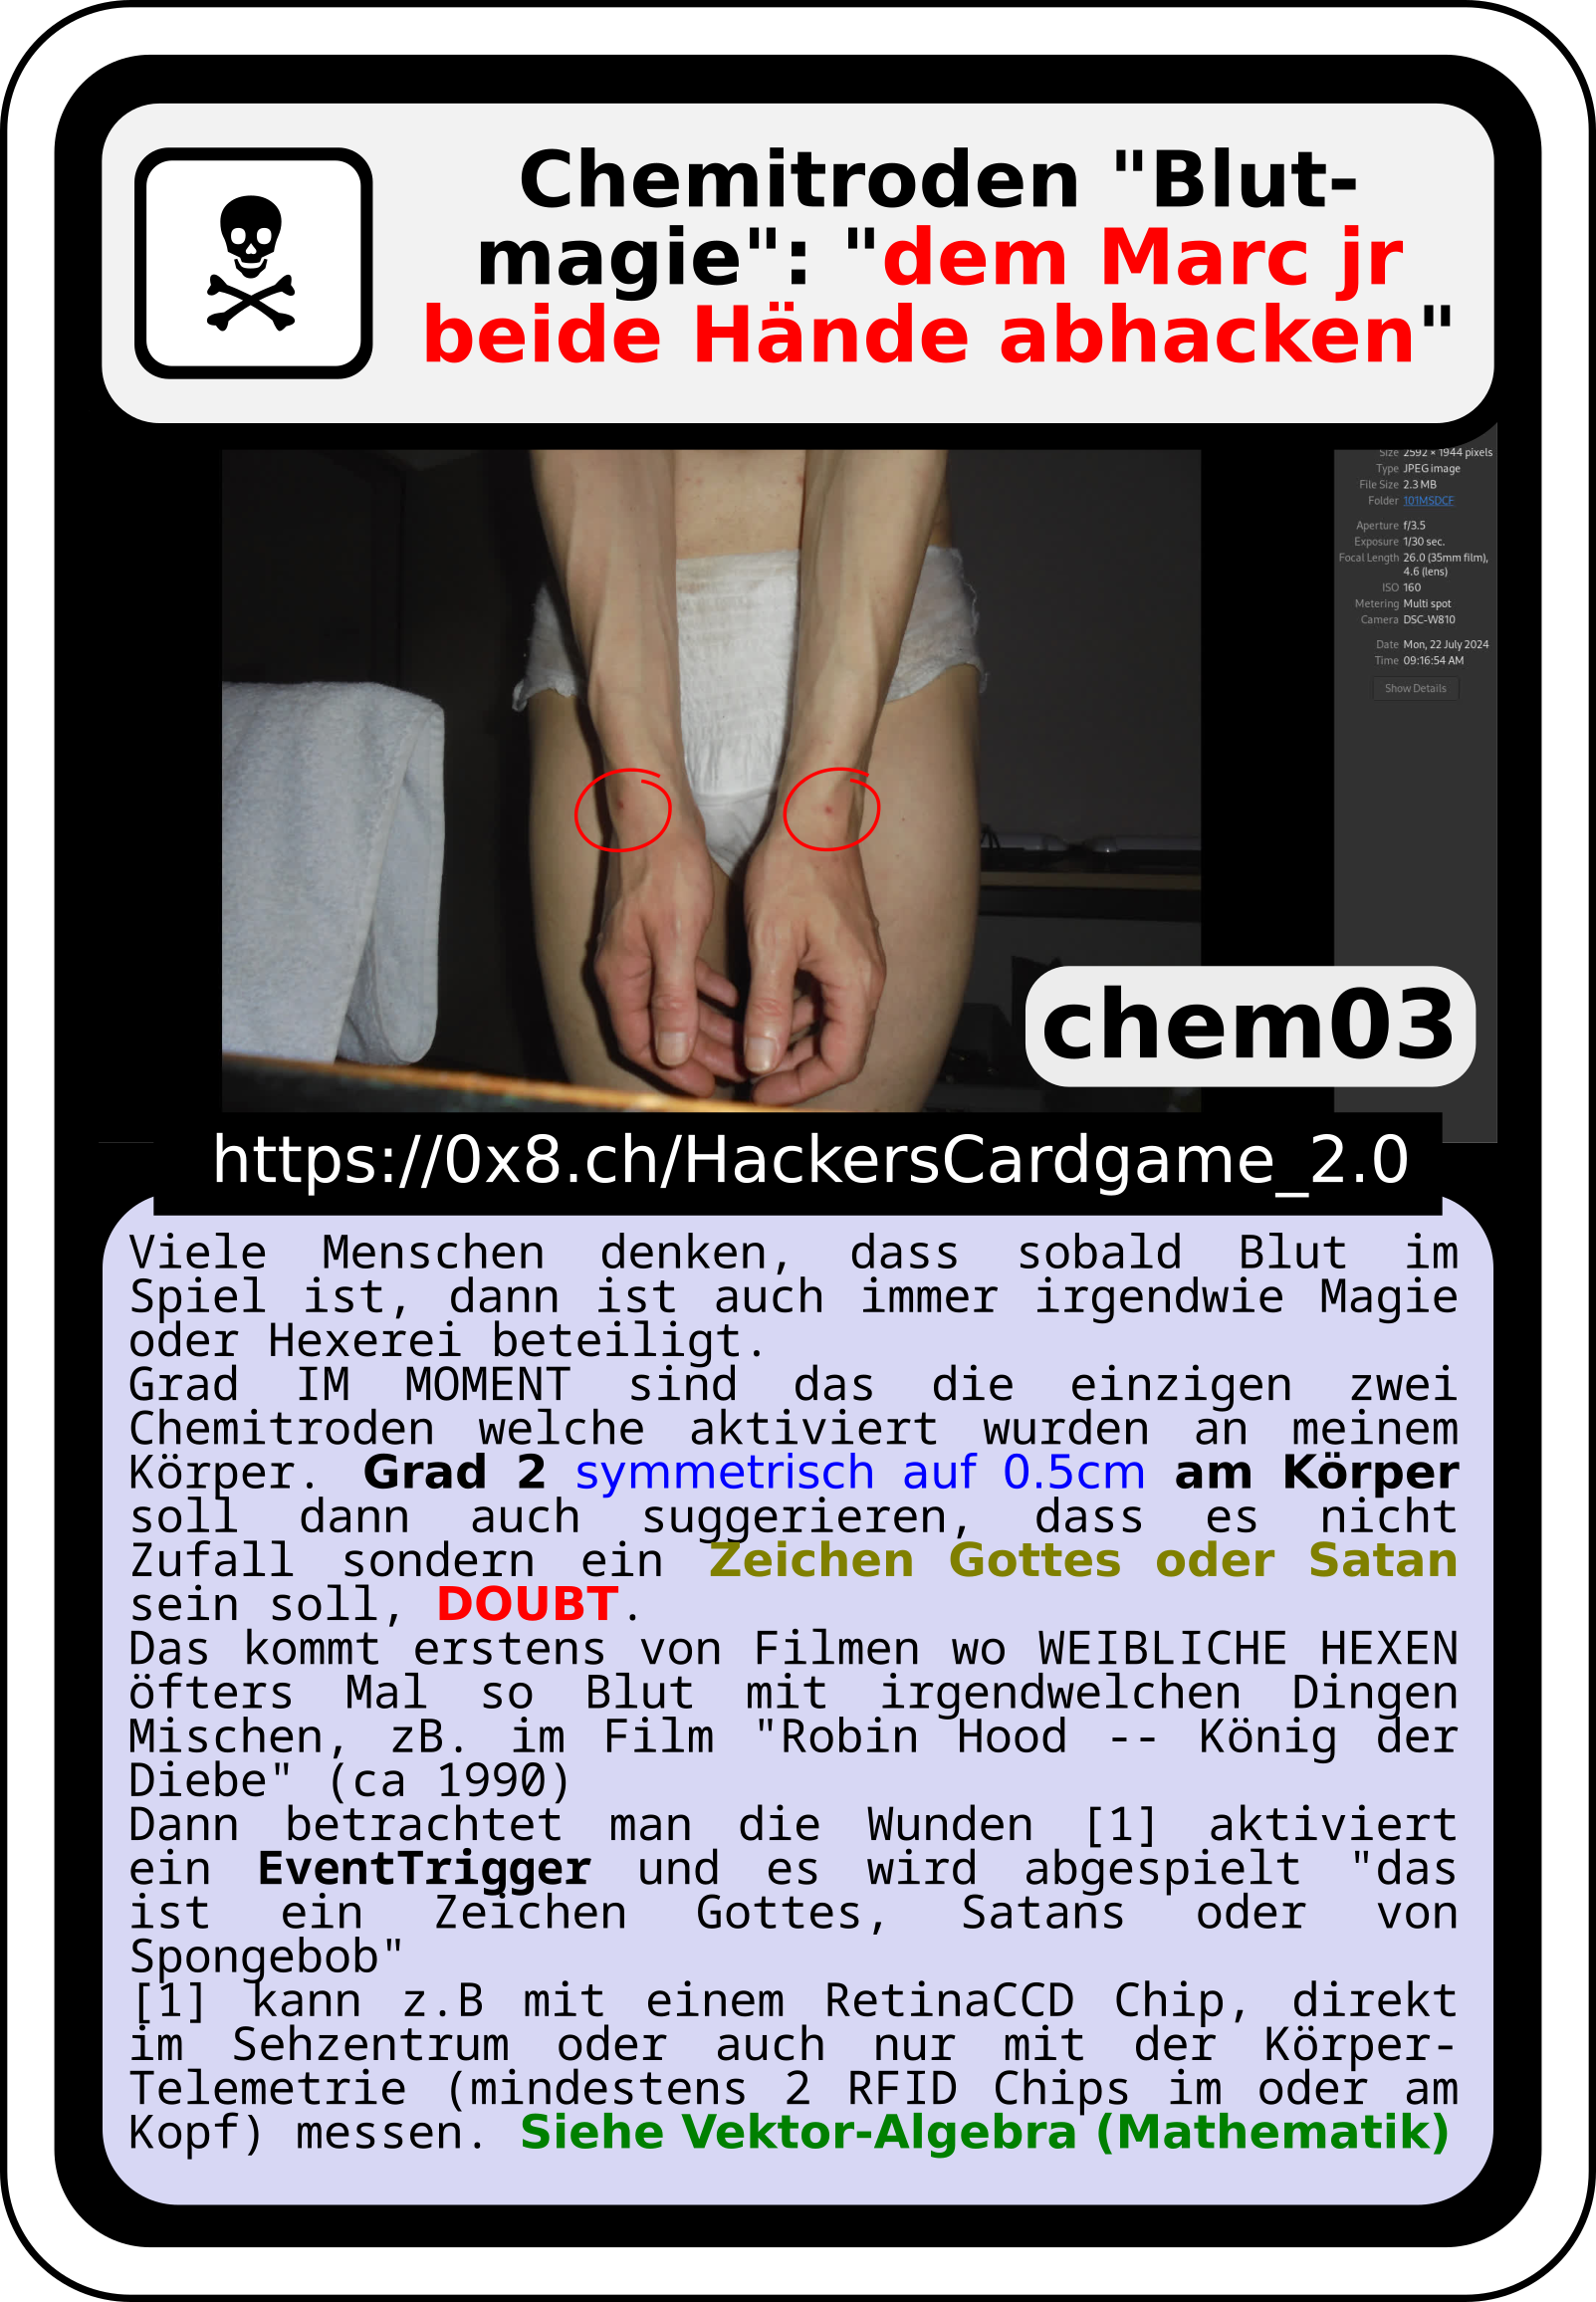 Chemitroden "Blut-
magie": "dem Marc jr
beide Hände abhacken"
Size 2592 × 1944 pixels
Type JPEG image
File Size 2.3 MB
Folder 101MSDCF
Aperture f/3.5
Exposure 1/30 sec.
Focal Length 26.0 (35mm film),
4.6 (lens)
ISO 160
Metering Multi spot
Camera DSC-W810
Date Mon, 22 July 2024
Time 09:16:54 AM
Show Details
chem03
https://0x8.ch/HackersCardgame_2.0
Viele Menschen denken, dass sobald Blut im
Spiel ist, dann ist auch immer irgendwie Magie
oder Hexerei beteiligt.
Grad IM MOMENT sind das die einzigen zwei
Chemitroden welche aktiviert wurden an meinem
Körper. Grad 2 symmetrisch auf 0.5cm am Körper
soll dann auch suggerieren, dass es nicht
Zufall sondern ein Zeichen Gottes oder Satan
sein soll, DOUBT.
Das kommt erstens von Filmen wo WEIBLICHE HEXEN
öfters Mal so Blut mit irgendwelchen Dingen
Mischen, zB. im Film "Robin Hood -- König der
Diebe" (ca 1990)
Dann betrachtet man die Wunden [1] aktiviert
ein EventTrigger und es wird abgespielt "das
ist ein Zeichen Gottes, Satans oder von
Spongebob"
[1] kann z.B mit einem RetinaCCD Chip, direkt
im Sehzentrum oder auch nur mit der Körper-
Telemetrie (mindestens 2 RFID Chips im oder am
Kopf) messen. Siehe Vektor-Algebra (Mathematik)